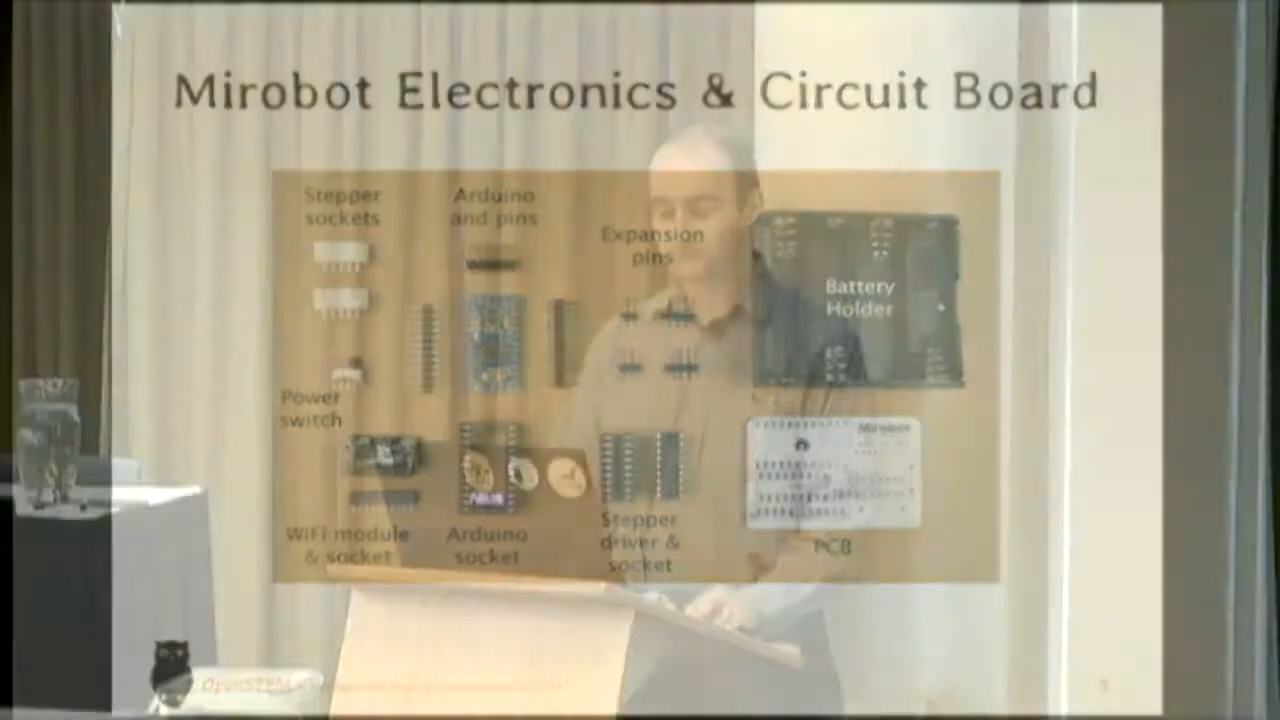 Mirobot Electronics & Circuit Board
Stepper
sockets
Arduino
and pins
Expansion
pins
Battery
Holder
Power
switch
Mirobot
WiFi module
& socket
Arduino
socket
Stepper
driver &
socket
PCB
OpenSTEM